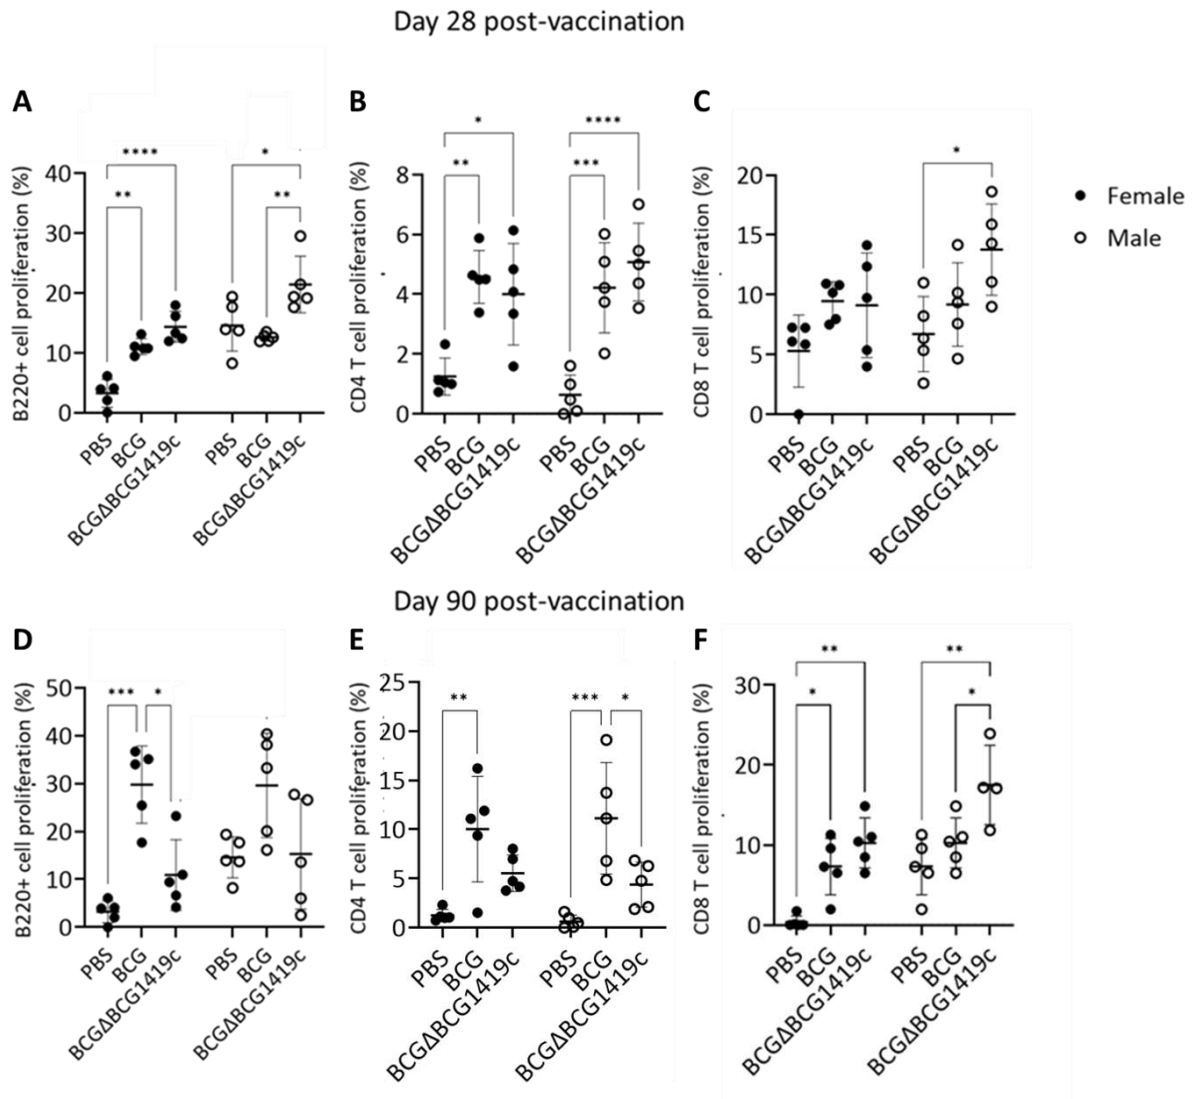 Day 28 post-vaccination
A
B220+ cell proliferation (%)
40
30
20
10
0
****
**
*
**
PBS
BCG
BCGΔBCG1419c
PBS
BCG
BCGΔBCG1419c
B
CD4 T cell proliferation (%)
8
6
4
2
0
*
**
****
***
PBS
BCG
BCGΔBCG1419c
PBS
BCG
BCGΔBCG1419c
C
CD8 T cell proliferation (%)
20
15
10
5
0
*
PBS
BCG
BCGΔBCG1419c
PBS
BCG
BCGΔBCG1419c
Female
Male
Day 90 post-vaccination
D
B220+ cell proliferation (%)
50
40
30
20
10
0
***
*
PBS
BCG
BCGΔBCG1419c
PBS
BCG
BCGΔBCG1419c
E
CD4 T cell proliferation (%)
25
20
15
10
5
0
**
***
*
PBS
BCG
BCGΔBCG1419c
PBS
BCG
BCGΔBCG1419c
F
CD8 T cell proliferation (%)
30
20
10
0
**
*
**
*
PBS
BCG
BCGΔBCG1419c
PBS
BCG
BCGΔBCG1419c